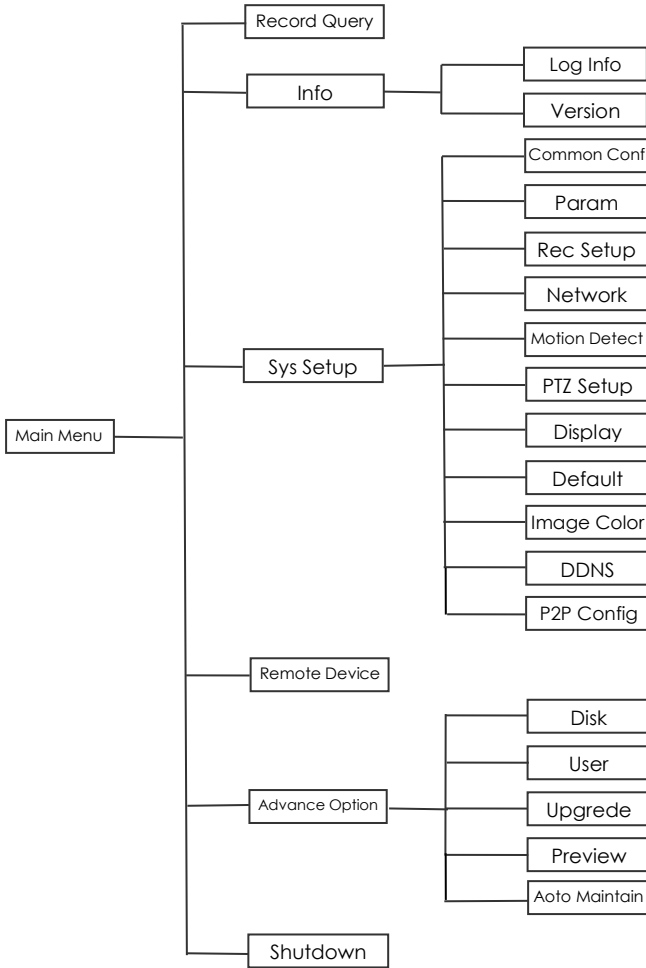 Record Query
Info
Log Info
Version
Common Conf
Param
Rec Setup
Network
Motion Detect
Sys Setup
PTZ Setup
Display
Main Menu
Default
Image Color
DDNS
P2P Config
Remote Device
Disk
User
Advance Option
Upgrede
Preview
Aoto Maintain
Shutdown